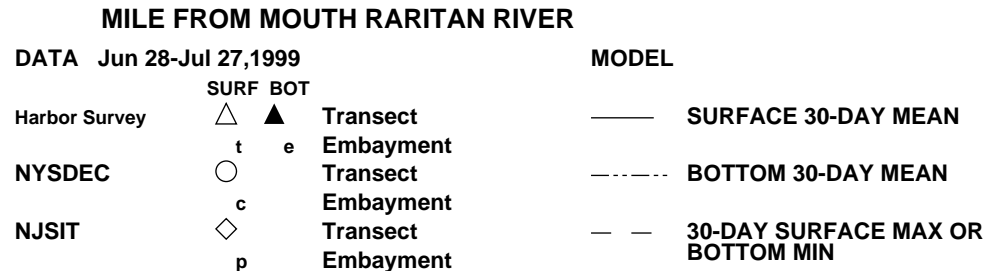 MILE FROM MOUTH RARITAN RIVER
DATA Jun 28-Jul 27,1999 MODEL
SURF BOT
Harbor Survey Transect SURFACE 30-DAY MEAN
t e Embayment
NYSDEC Transect BOTTOM 30-DAY MEAN
c Embayment
NJSIT Transect 30-DAY SURFACE MAX OR
BOTTOM MIN
p Embayment